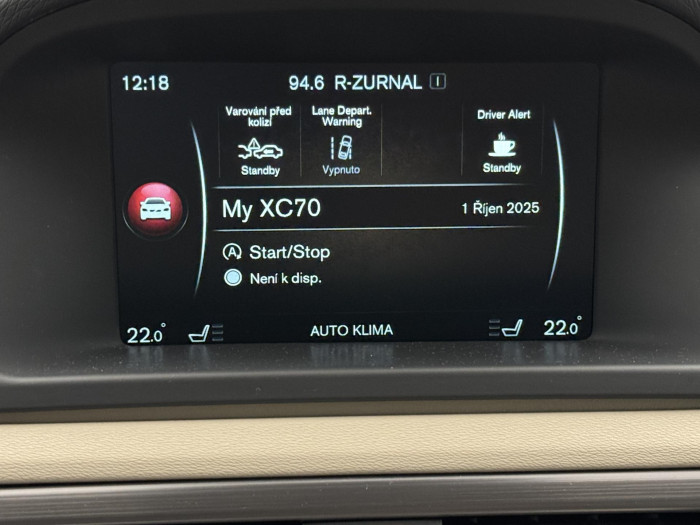 12:18
94.6 R-ZURNAL I
Varování před
kolizí
Standby
Lane Depart.
Warning
Vypnuto
Driver Alert
Standby
My XC70
1 Říjen 2025
A Start/Stop
Není k disp.
22.0°
AUTO KLIMA
22.0°